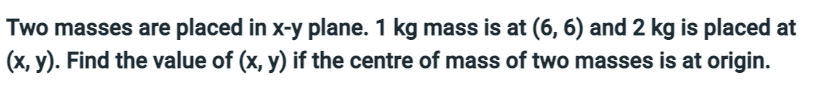 Two masses are placed in x-y plane. 1 kg mass is at (6, 6) and 2 kg is placed at
(x, y). Find the value of (x, y) if the centre of mass of two masses is at origin.